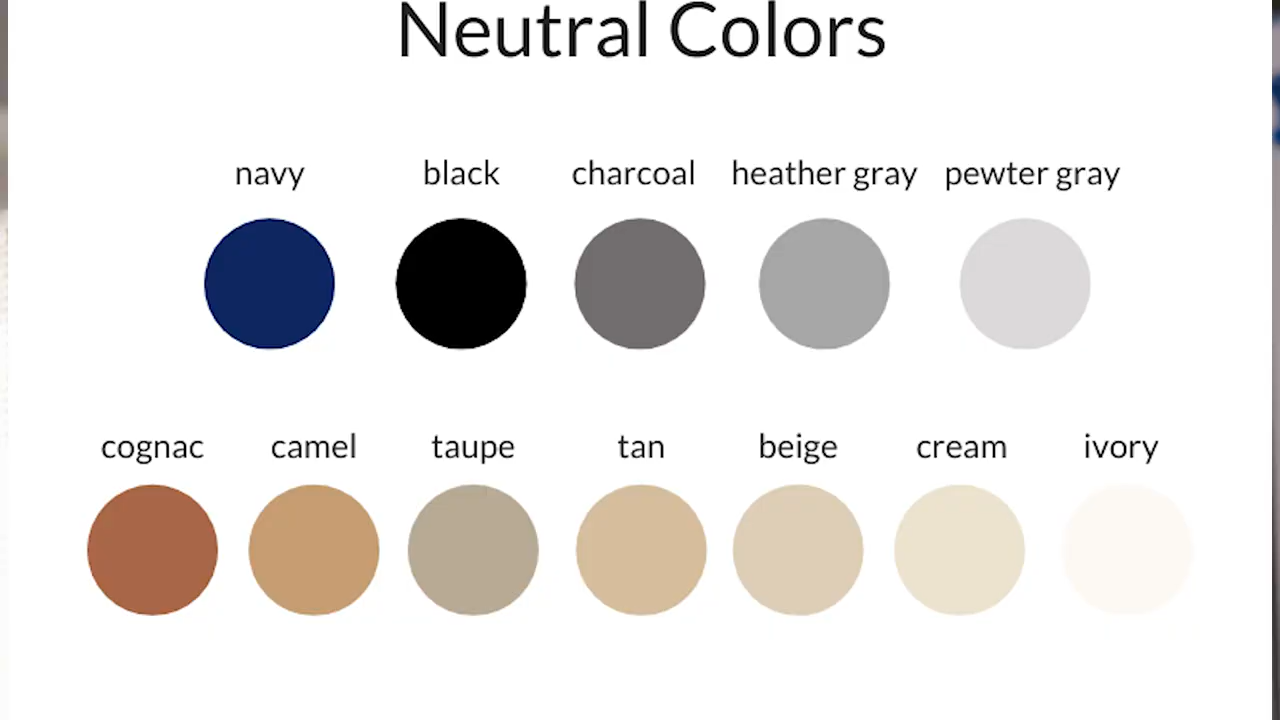 Neutral Colors
navy black charcoal heather gray pewter gray
cognac camel taupe tan beige cream ivory